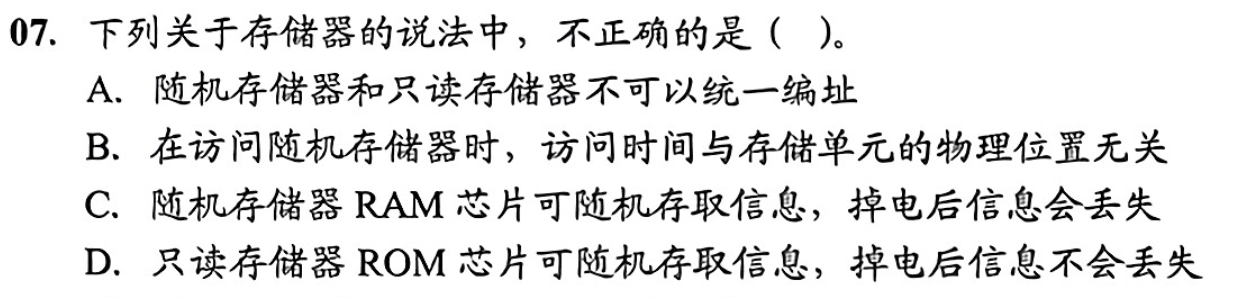 07. 下列关于存储器的说法中，不正确的是（  ）。
A. 随机存储器和只读存储器不可以统一编址
B. 在访问随机存储器时，访问时间与存储单元的物理位置无关
C. 随机存储器 RAM 芯片可随机存取信息，掉电后信息会丢失
D. 只读存储器 ROM 芯片可随机存取信息，掉电后信息不会丢失